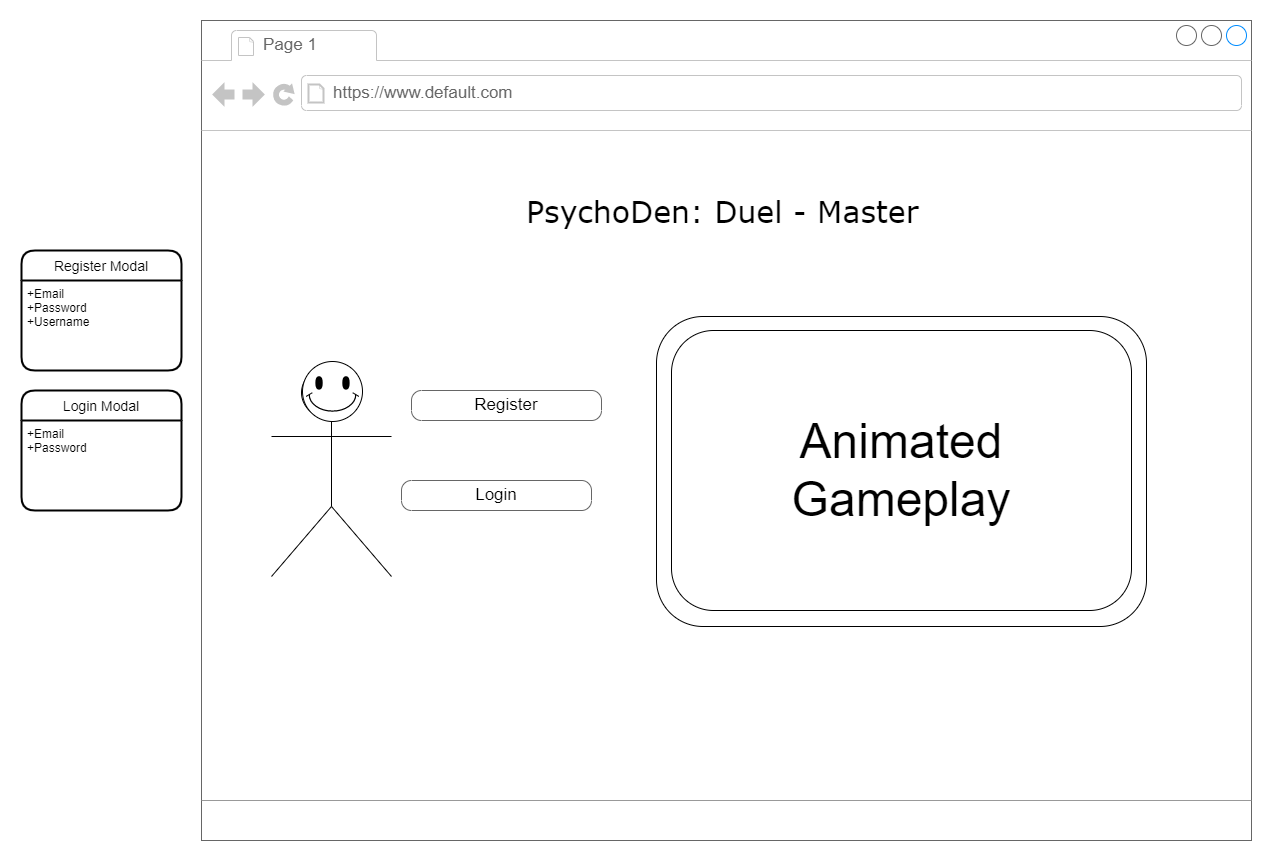 Page 1
https://www.default.com
PsychoDen: Duel - Master
Register Modal
+Email
+Password
+Username
Login Modal
+Email
+Password
Register
Login
Animated
Gameplay